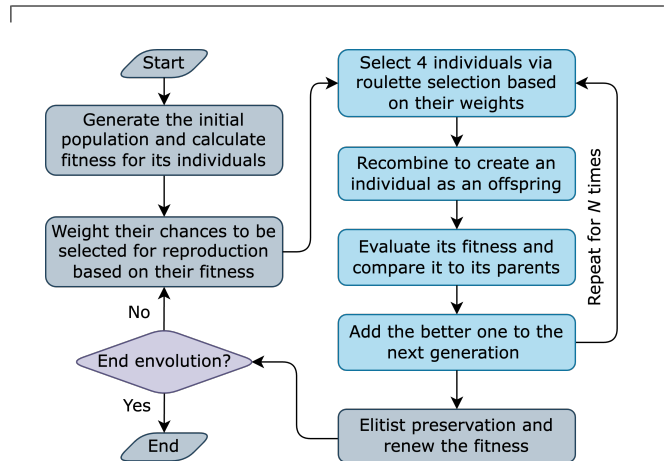 Start
Generate the initial
population and calculate
fitness for its individuals
Weight their chances to be
selected for reproduction
based on their fitness
No
End envolution?
Yes
End
Select 4 individuals via
roulette selection based
on their weights
Recombine to create an
individual as an offspring
Evaluate its fitness and
compare it to its parents
Add the better one to the
next generation
Repeat for N times
Elitist preservation and
renew the fitness